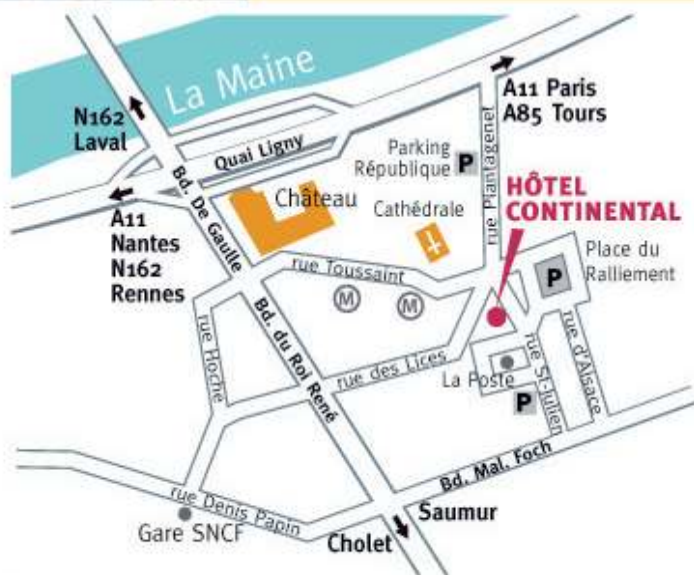 La Maine
N162
Laval
A11 Paris
A85 Tours
Quai Ligny
Parking
République
P
rue Plantagenet
Bd. De Gaulle
Château
Cathédrale
HÔTEL
CONTINENTAL
A11
Nantes
N162
Rennes
rue Toussaint
Place du
Ralliement
P
M
M
rue Hoche
Bd. du Roi René
rue des Lices
La Poste
rue St-Julien
rue d'Alsace
P
Bd. Mal. Foch
rue Denis Papin
Gare SNCF
Saumur
Cholet